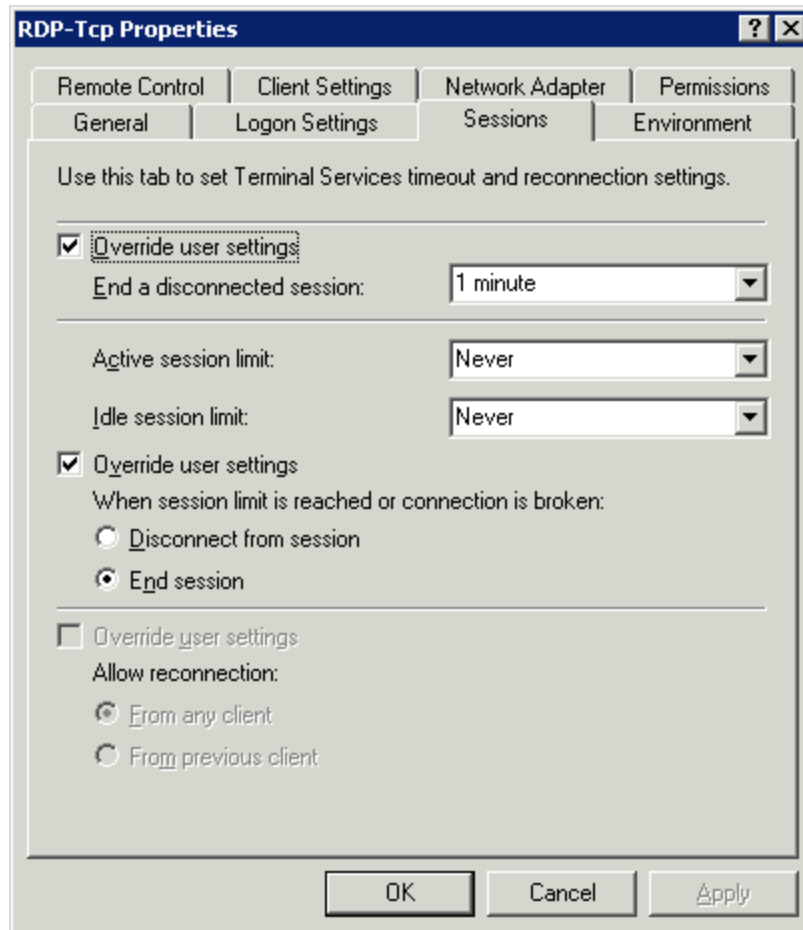 RDP-Tcp Properties
Remote Control Client Settings Network Adapter Permissions
General Logon Settings Sessions Environment
Use this tab to set Terminal Services timeout and reconnection settings.
Override user settings
End a disconnected session: 1 minute
Active session limit: Never
Idle session limit: Never
Override user settings
When session limit is reached or connection is broken:
Disconnect from session
End session
Override user settings
Allow reconnection:
From any client
From previous client
OK Cancel Apply